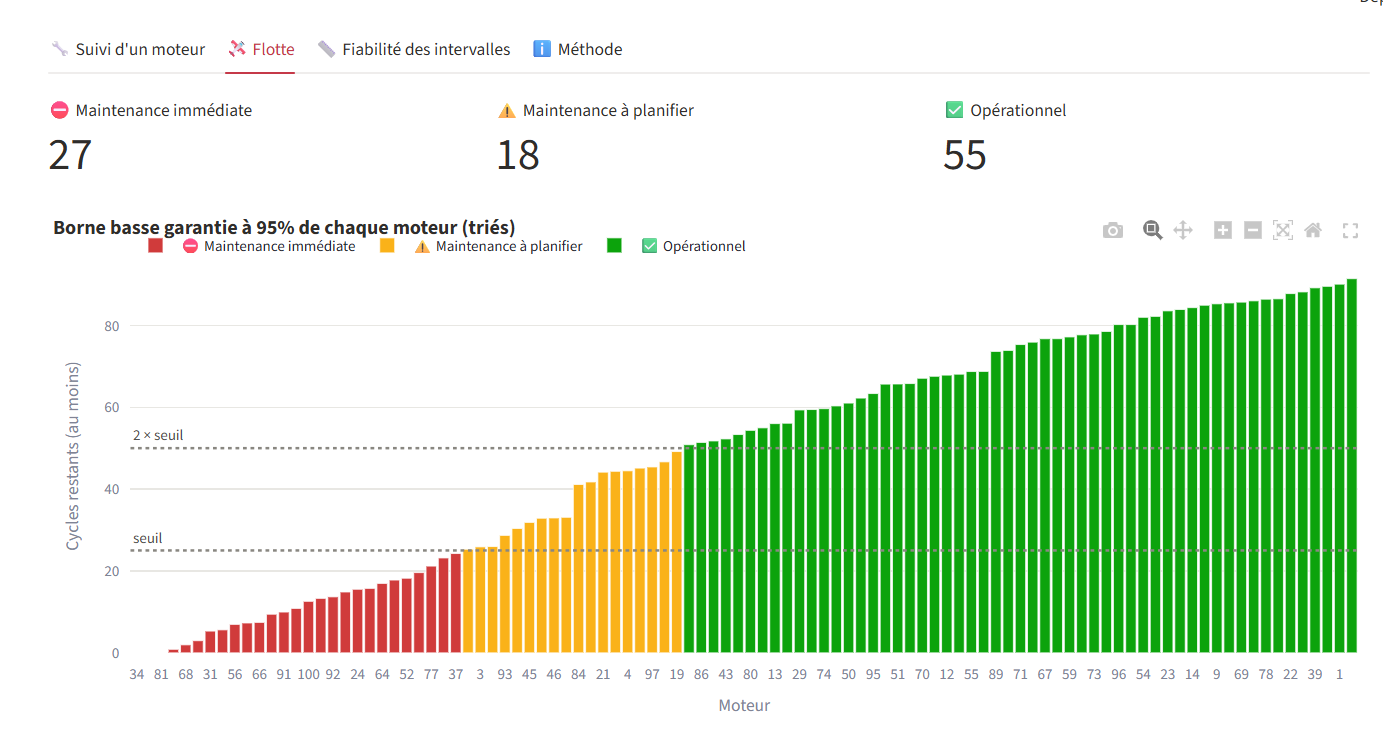 Suivi d'un moteur Flotte Fiabilité des intervalles Méthode
Maintenance immédiate Maintenance à planifier Opérationnel
27 18 55
Borne basse garantie à 95% de chaque moteur (triés)
Maintenance immédiate Maintenance à planifier Opérationnel
Cycles restants (au moins)
80
60
2 × seuil
40
seuil
20
0
34 81 68 31 56 66 91 100 92 24 64 52 77 37 3 93 45 46 84 21 4 97 19 86 43 80 13 29 74 50 95 51 70 12 55 89 71 67 59 73 96 54 23 14 9 69 78 22 39 1
Moteur